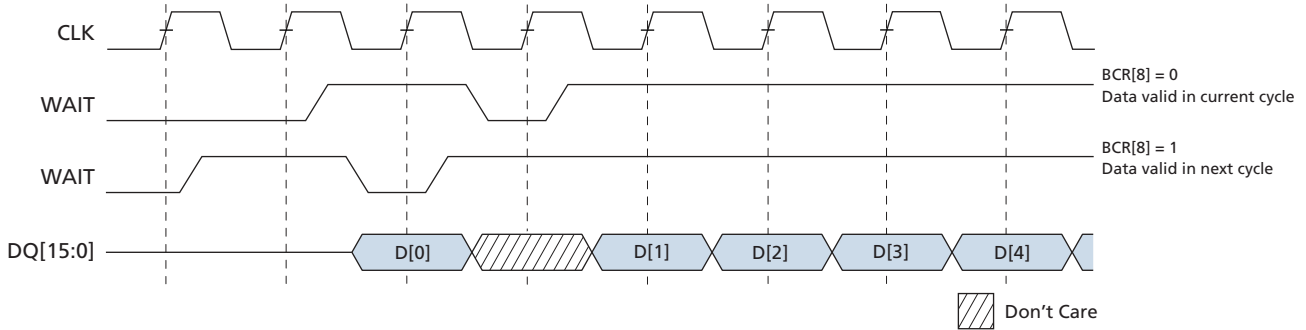 CLK
WAIT
BCR[8] = 0
Data valid in current cycle
WAIT
BCR[8] = 1
Data valid in next cycle
DQ[15:0]
D[0]
D[1]
D[2]
D[3]
D[4]
Don't Care